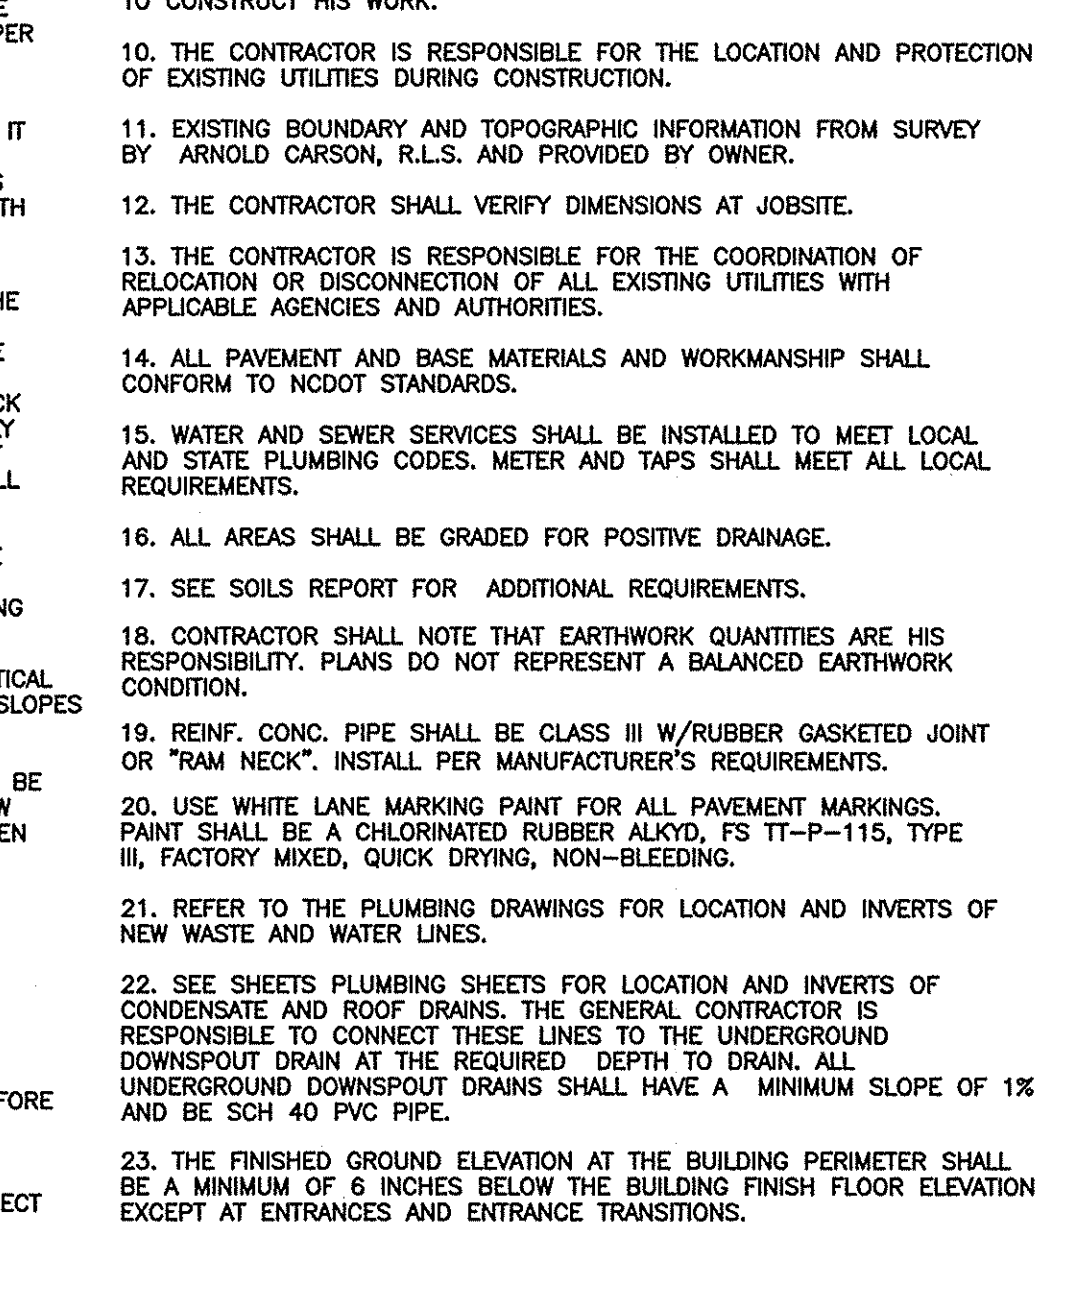 TO CONSTRUCT HIS WORK.
10. THE CONTRACTOR IS RESPONSIBLE FOR THE LOCATION AND PROTECTION
OF EXISTING UTILITIES DURING CONSTRUCTION.
11. EXISTING BOUNDARY AND TOPOGRAPHIC INFORMATION FROM SURVEY
BY ARNOLD CARSON, R.L.S. AND PROVIDED BY OWNER.
12. THE CONTRACTOR SHALL VERIFY DIMENSIONS AT JOBSITE.
13. THE CONTRACTOR IS RESPONSIBLE FOR THE COORDINATION OF
RELOCATION OR DISCONNECTION OF ALL EXISTING UTILITIES WITH
APPLICABLE AGENCIES AND AUTHORITIES.
14. ALL PAVEMENT AND BASE MATERIALS AND WORKMANSHIP SHALL
CONFORM TO NCDOT STANDARDS.
15. WATER AND SEWER SERVICES SHALL BE INSTALLED TO MEET LOCAL
AND STATE PLUMBING CODES. METER AND TAPS SHALL MEET ALL LOCAL
REQUIREMENTS.
16. ALL AREAS SHALL BE GRADED FOR POSITIVE DRAINAGE.
17. SEE SOILS REPORT FOR ADDITIONAL REQUIREMENTS.
18. CONTRACTOR SHALL NOTE THAT EARTHWORK QUANTITIES ARE HIS
RESPONSIBILITY. PLANS DO NOT REPRESENT A BALANCED EARTHWORK
CONDITION.
19. REINF. CONC. PIPE SHALL BE CLASS III W/RUBBER GASKETED JOINT
OR "RAM NECK". INSTALL PER MANUFACTURER'S REQUIREMENTS.
20. USE WHITE LANE MARKING PAINT FOR ALL PAVEMENT MARKINGS.
PAINT SHALL BE A CHLORINATED RUBBER ALKYD, FS TT-P-115, TYPE
III, FACTORY MIXED, QUICK DRYING, NON-BLEEDING.
21. REFER TO THE PLUMBING DRAWINGS FOR LOCATION AND INVERTS OF
NEW WASTE AND WATER LINES.
22. SEE SHEETS PLUMBING SHEETS FOR LOCATION AND INVERTS OF
CONDENSATE AND ROOF DRAINS. THE GENERAL CONTRACTOR IS
RESPONSIBLE TO CONNECT THESE LINES TO THE UNDERGROUND
DOWNSPOUT DRAIN AT THE REQUIRED DEPTH TO DRAIN. ALL
UNDERGROUND DOWNSPOUT DRAINS SHALL HAVE A MINIMUM SLOPE OF 1%
AND BE SCH 40 PVC PIPE.
23. THE FINISHED GROUND ELEVATION AT THE BUILDING PERIMETER SHALL
BE A MINIMUM OF 6 INCHES BELOW THE BUILDING FINISH FLOOR ELEVATION
EXCEPT AT ENTRANCES AND ENTRANCE TRANSITIONS.
IT
SLOPES
BE